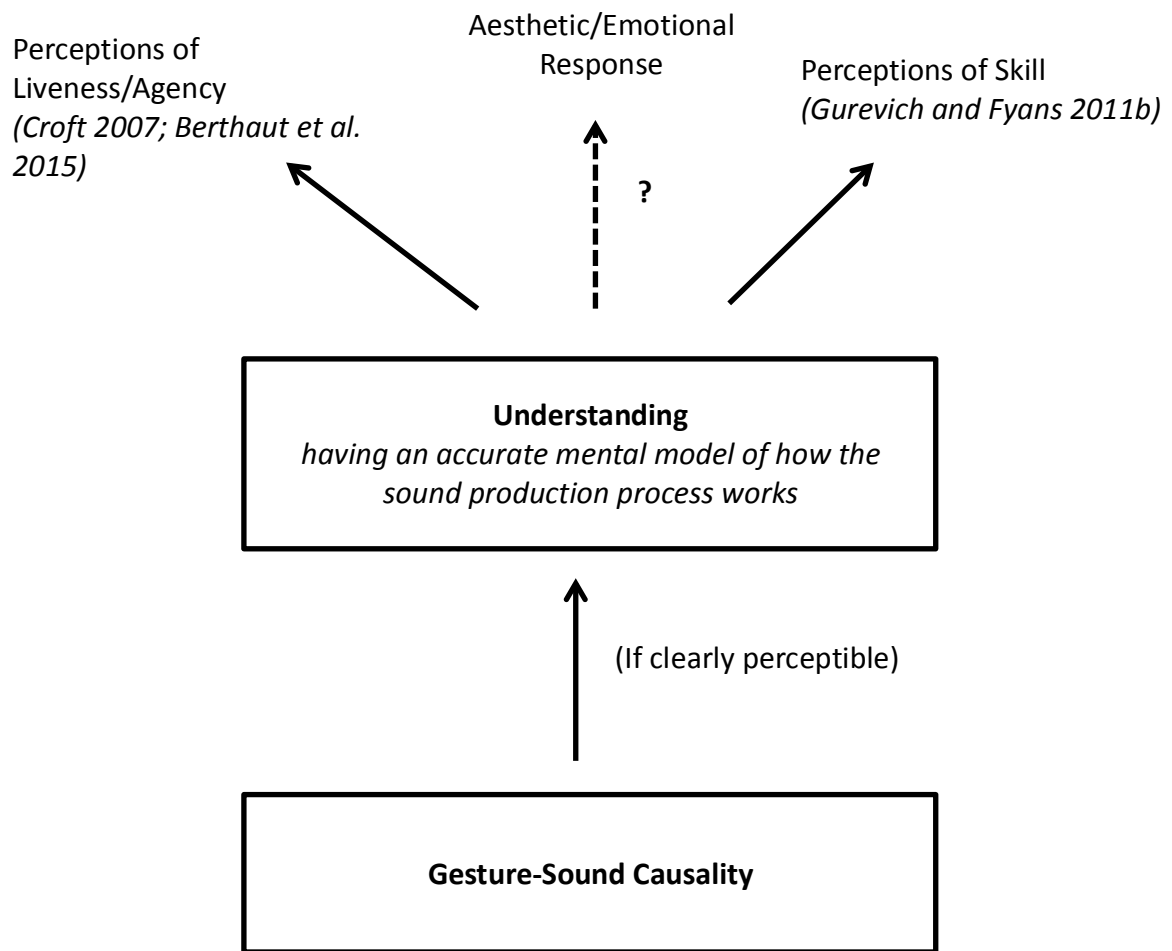 Perceptions of
Liveness/Agency
(Croft 2007; Berthaut et al.
2015)
Aesthetic/Emotional
Response
Perceptions of Skill
(Gurevich and Fyans 2011b)
?
Understanding
having an accurate mental model of how the
sound production process works
(If clearly perceptible)
Gesture-Sound Causality